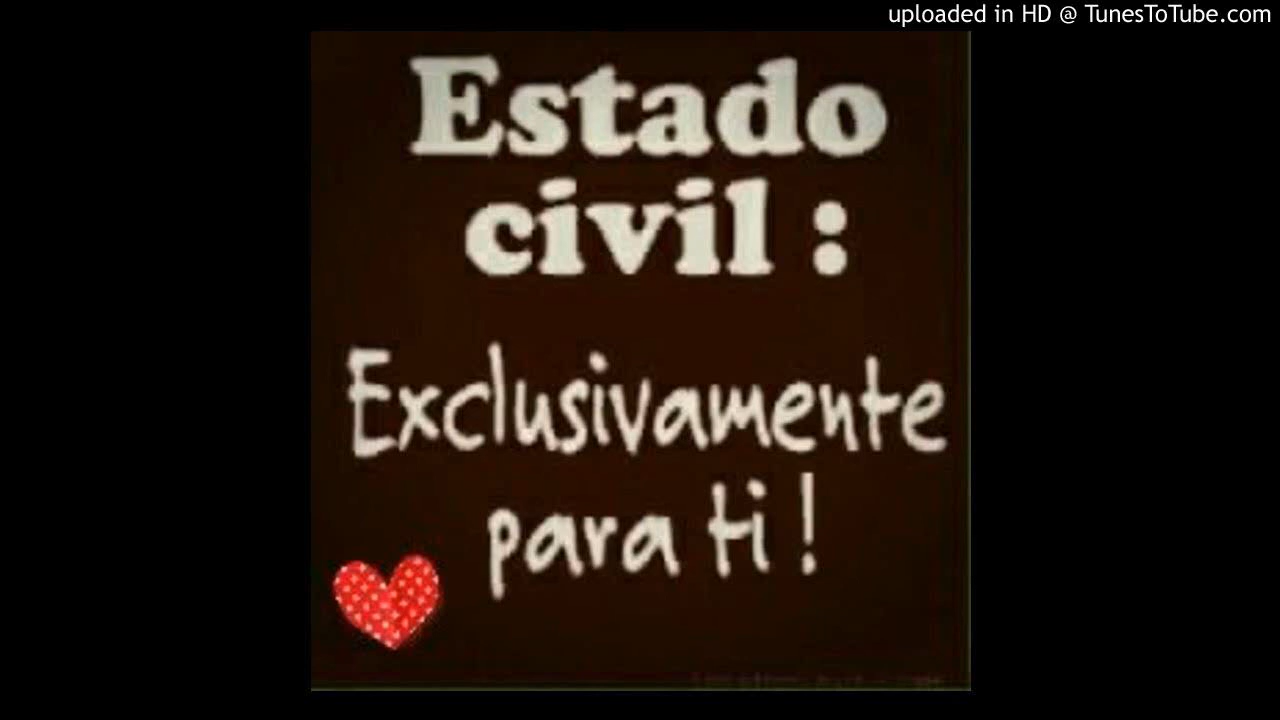 uploaded in HD @ TunesToTube.com
Estado
civil :
Exclusivamente
para ti !